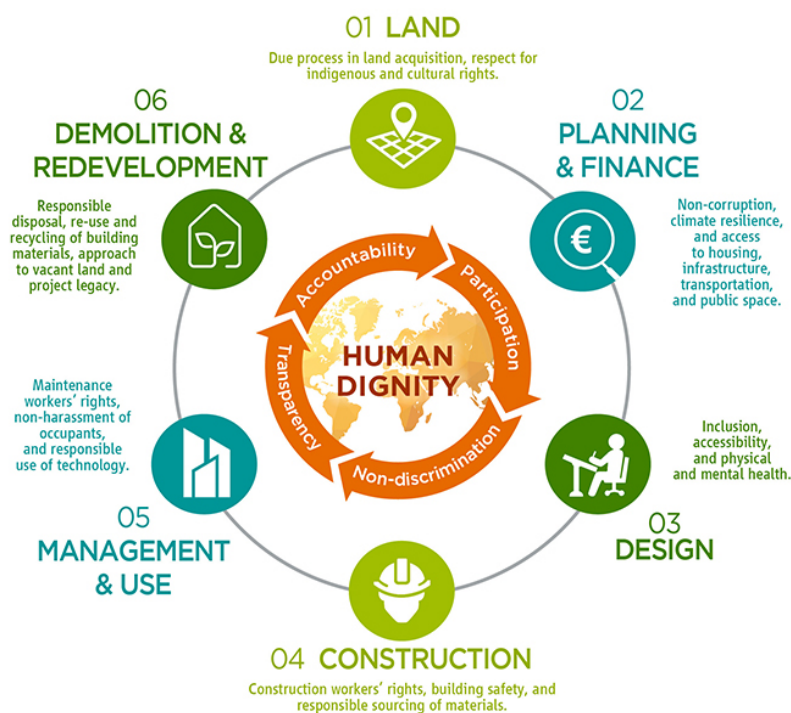 01 LAND
Due process in land acquisition, respect for
indigenous and cultural rights.
02
PLANNING
& FINANCE
Non-corruption,
climate resilience,
and access
to housing,
infrastructure,
transportation,
and public space.
€
Inclusion,
accessibility,
and physical
and mental health.
03
DESIGN
04 CONSTRUCTION
Construction workers' rights, building safety, and
responsible sourcing of materials.
Maintenance
workers' rights,
non-harassment of
occupants,
and responsible
use of technology.
05
MANAGEMENT
& USE
06
DEMOLITION &
REDEVELOPMENT
Responsible
disposal, re-use and
recycling of building
materials, approach
to vacant land and
project legacy.
Accountability
Participation
Non-discrimination
Transparency
HUMAN
DIGNITY